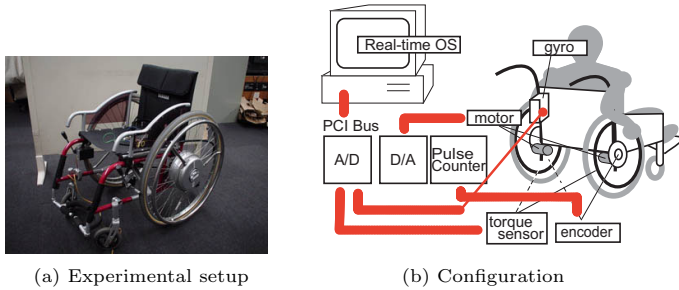 Real-time OS
gyro
motor
PCI Bus
A/D
D/A
Pulse
Counter
torque
sensor
encoder
(a) Experimental setup
(b) Configuration